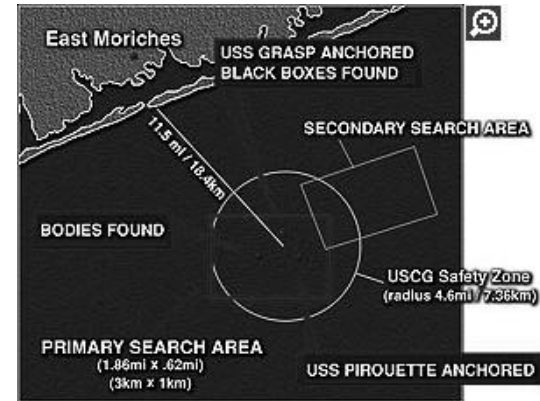 East Moriches
USS GRASP ANCHORED
BLACK BOXES FOUND
11.5 mi / 18.4km
SECONDARY SEARCH AREA
BODIES FOUND
USCG Safety Zone
(radius 4.6mi / 7.36km)
PRIMARY SEARCH AREA
(1.86mi x .62mi)
(3km x 1km)
USS PIROUETTE ANCHORED